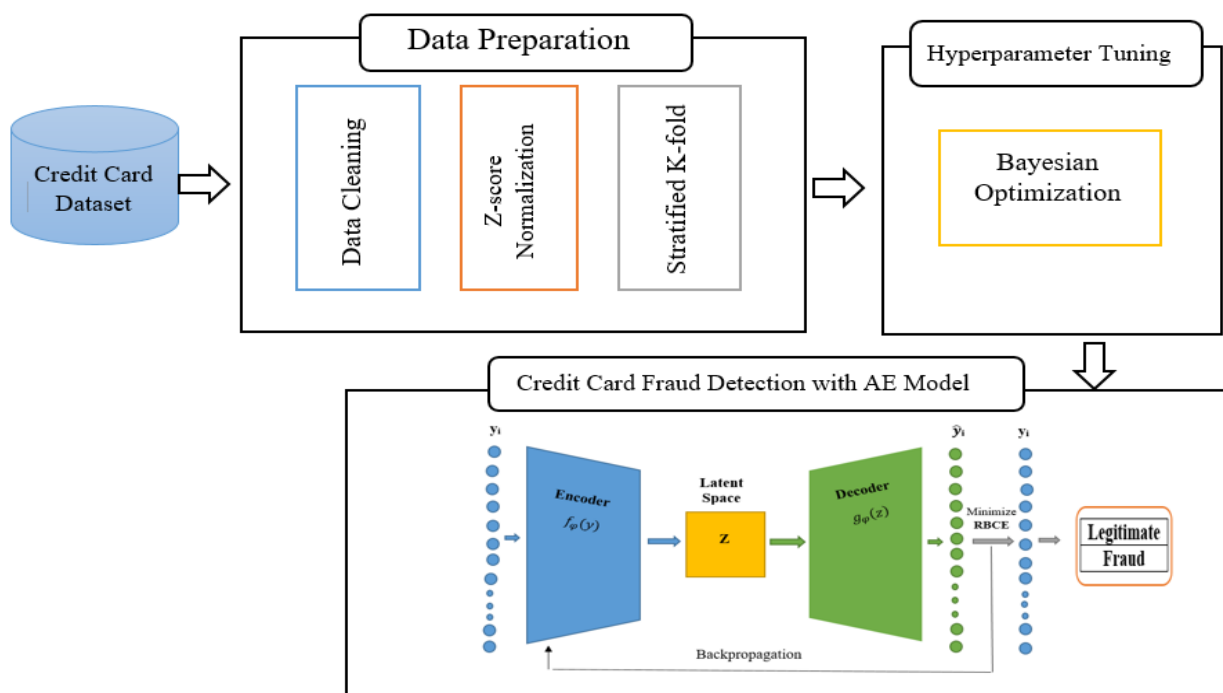 Data Preparation
Hyperparameter Tuning
Credit Card
Dataset
Data Cleaning
Z-score
Normalization
Stratified K-fold
Bayesian
Optimization
Credit Card Fraud Detection with AE Model
yᵢ
Encoder
f_φ(y)
Latent
Space
Z
Decoder
g_φ(z)
ŷᵢ
Minimize
RBCE
yᵢ
Legitimate
Fraud
Backpropagation